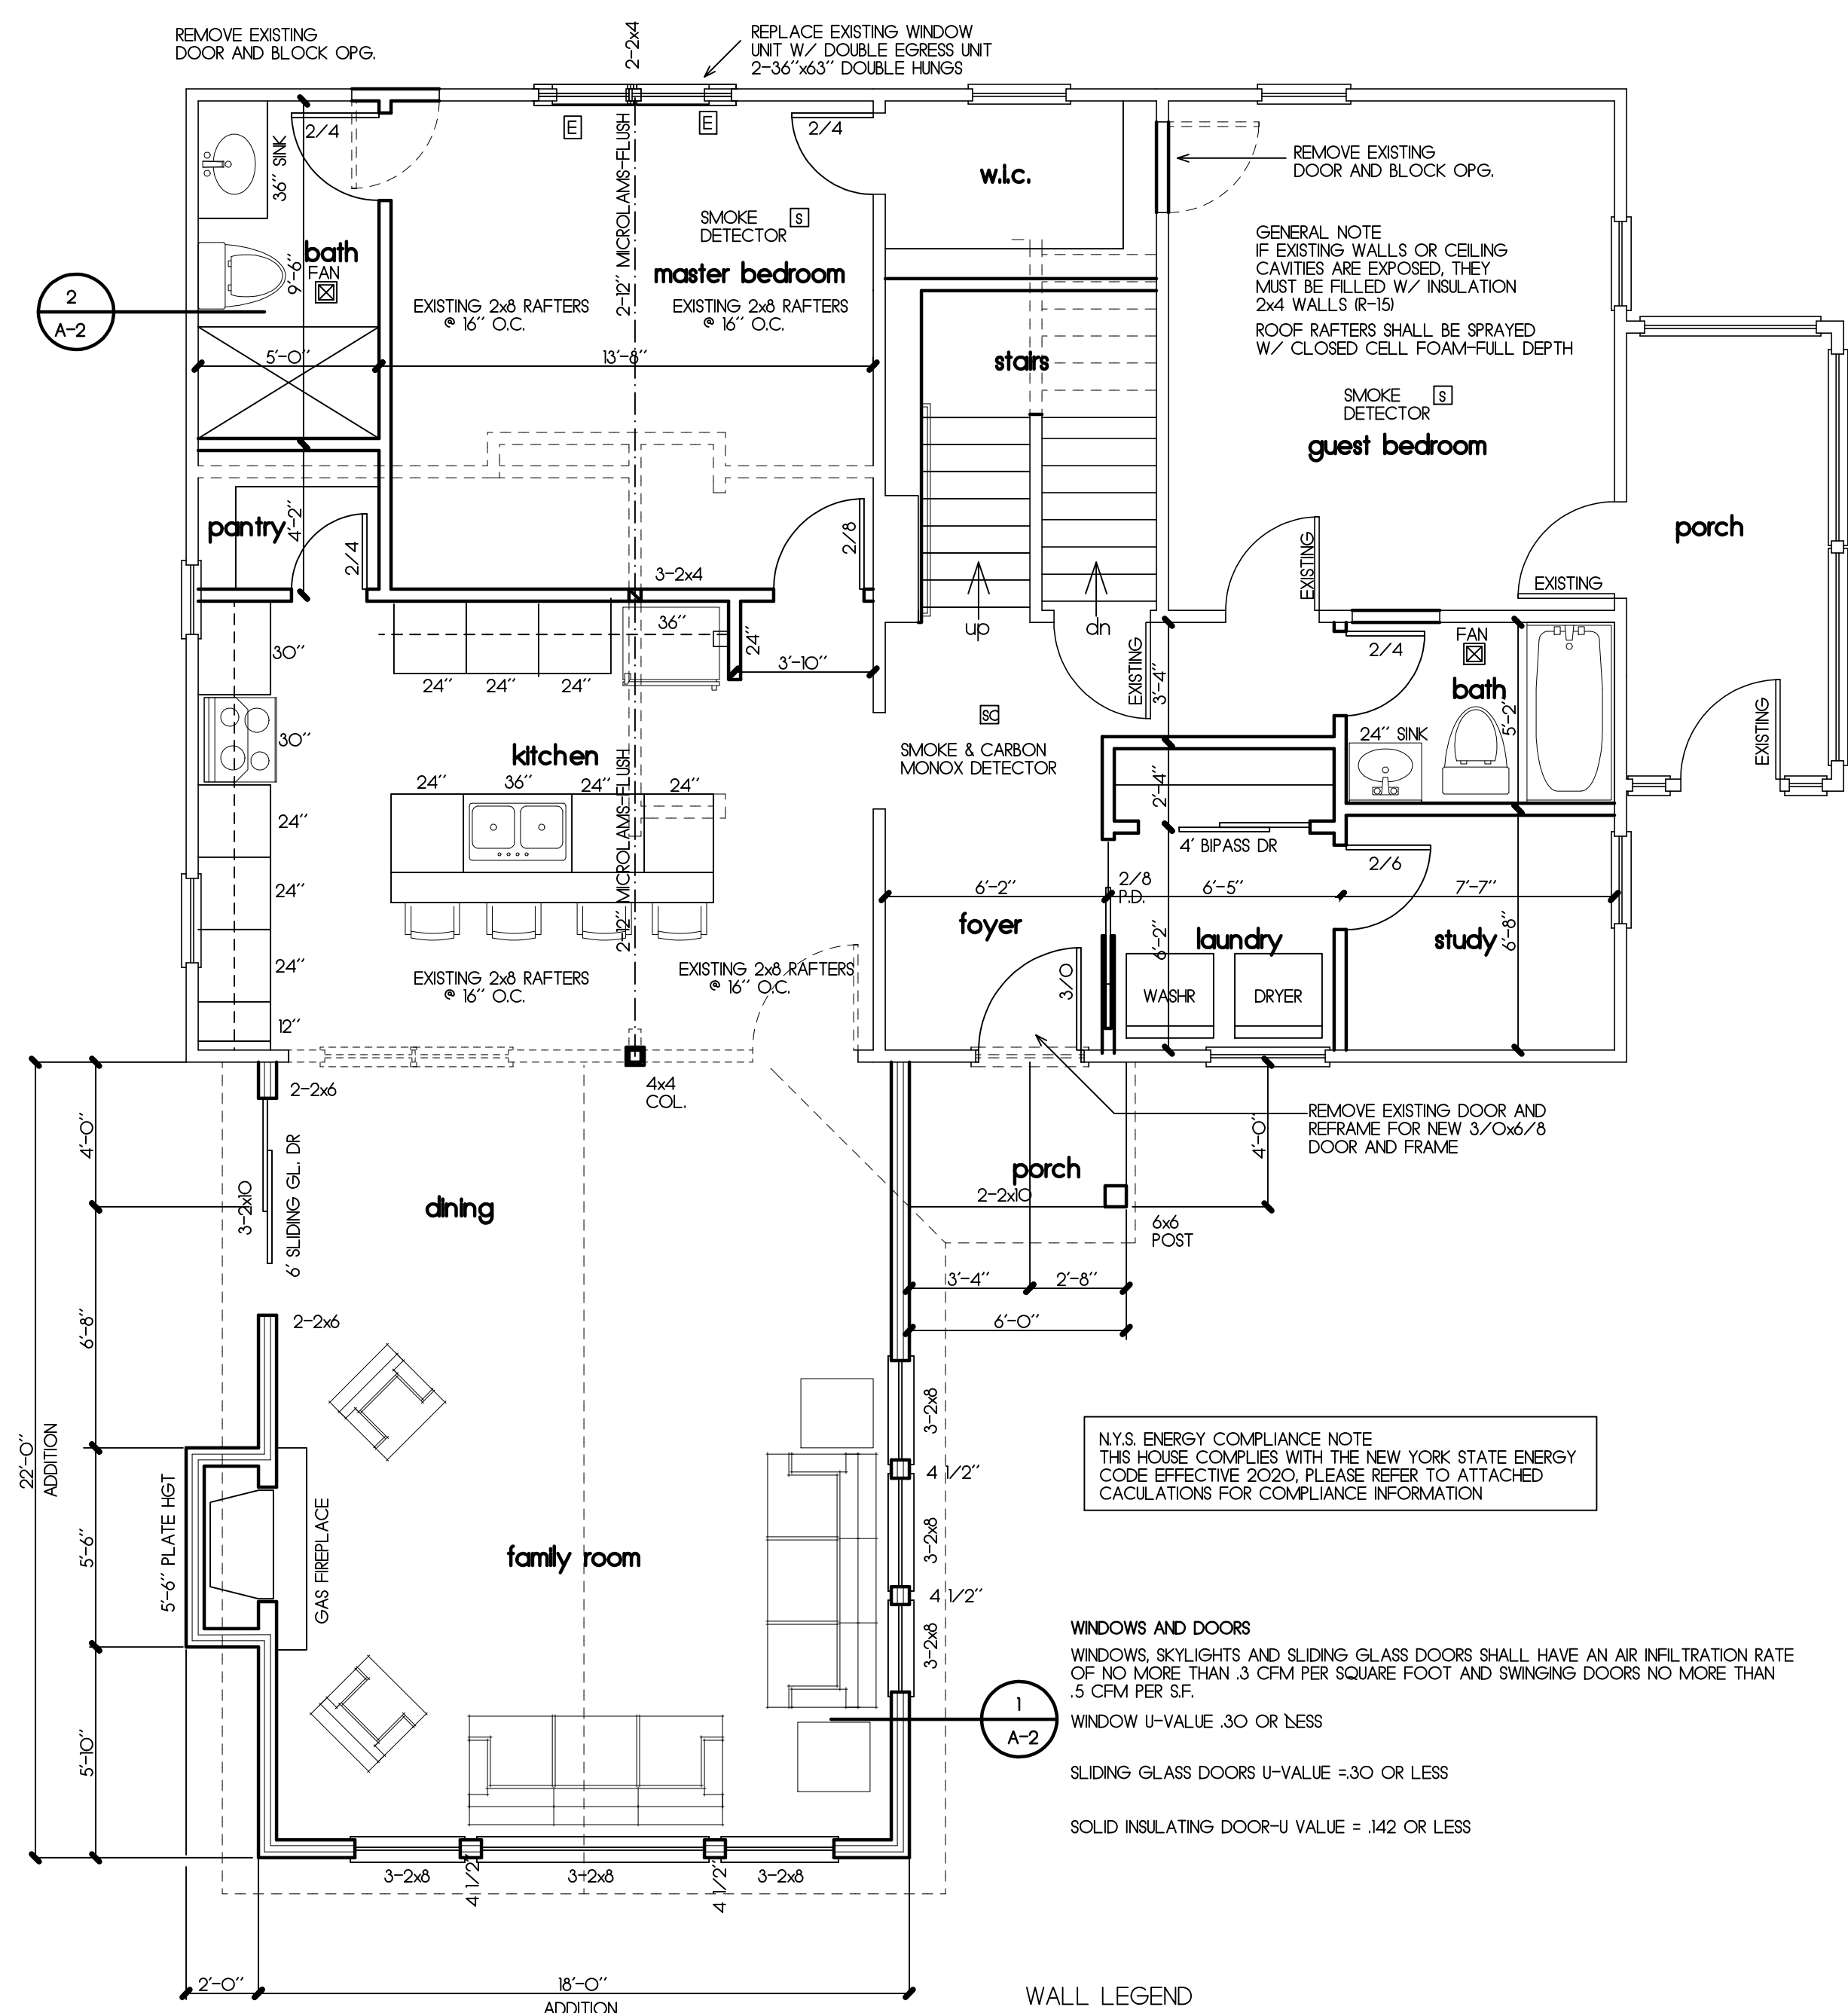 REMOVE EXISTING
DOOR AND BLOCK OPG.
2-2x4
REPLACE EXISTING WINDOW
UNIT W/ DOUBLE EGRESS UNIT
2-36"x63" DOUBLE HUNGS
2/4
E
E
2/4
36" SINK
2-12" MICROLAMS-FLUSH
w.i.c.
REMOVE EXISTING
DOOR AND BLOCK OPG.
SMOKE
DETECTOR
S
bath
FAN
9'-6"
master bedroom
GENERAL NOTE
IF EXISTING WALLS OR CEILING
CAVITIES ARE EXPOSED, THEY
MUST BE FILLED W/ INSULATION
2x4 WALLS (R-15)
ROOF RAFTERS SHALL BE SPRAYED
W/ CLOSED CELL FOAM-FULL DEPTH
2
A-2
EXISTING 2x8 RAFTERS
@ 16" O.C.
EXISTING 2x8 RAFTERS
@ 16" O.C.
5'-0"
13'-8"
stairs
SMOKE
DETECTOR
S
guest bedroom
pantry
4'-2"
2/4
2/8
porch
EXISTING
EXISTING
3-2x4
up
dn
30"
36"
24"
3'-10"
24"
24"
24"
EXISTING
3'-4"
2/4
FAN
bath
5'-2"
EXISTING
SC
SMOKE & CARBON
MONOX DETECTOR
24" SINK
30"
kitchen
2-12" MICROLAMS-FLUSH
24"
36"
24"
24"
2'-4"
24"
4' BIPASS DR
2/6
24"
6'-2"
2/8
P.D.
6'-5"
7'-7"
foyer
6'-2"
laundry
study
6'-8"
EXISTING 2x8 RAFTERS
@ 16" O.C.
EXISTING 2x8 RAFTERS
@ 16" O.C.
24"
3/0
WASHR
DRYER
12"
2-2x6
4x4
COL.
REMOVE EXISTING DOOR AND
REFRAME FOR NEW 3/0x6/8
DOOR AND FRAME
4'-0"
4'-0"
3-2x10
6' SLIDING GL. DR
dining
porch
2-2x10
6x6
POST
3'-4"
2'-8"
6'-0"
6'-8"
2-2x6
22'-0"
ADDITION
3-2x8
4 1/2"
N.Y.S. ENERGY COMPLIANCE NOTE
THIS HOUSE COMPLIES WITH THE NEW YORK STATE ENERGY
CODE EFFECTIVE 2020, PLEASE REFER TO ATTACHED
CACULATIONS FOR COMPLIANCE INFORMATION
5'-6"
5'-6" PLATE HGT
GAS FIREPLACE
family room
3-2x8
4 1/2"
3-2x8
WINDOWS AND DOORS
WINDOWS, SKYLIGHTS AND SLIDING GLASS DOORS SHALL HAVE AN AIR INFILTRATION RATE
OF NO MORE THAN .3 CFM PER SQUARE FOOT AND SWINGING DOORS NO MORE THAN
.5 CFM PER S.F.
1
A-2
WINDOW U-VALUE .30 OR LESS
5'-10"
SLIDING GLASS DOORS U-VALUE =.30 OR LESS
SOLID INSULATING DOOR-U VALUE = .142 OR LESS
3-2x8
4 1/2"
3-2x8
4 1/2"
3-2x8
2'-0"
18'-0"
ADDITION
WALL LEGEND